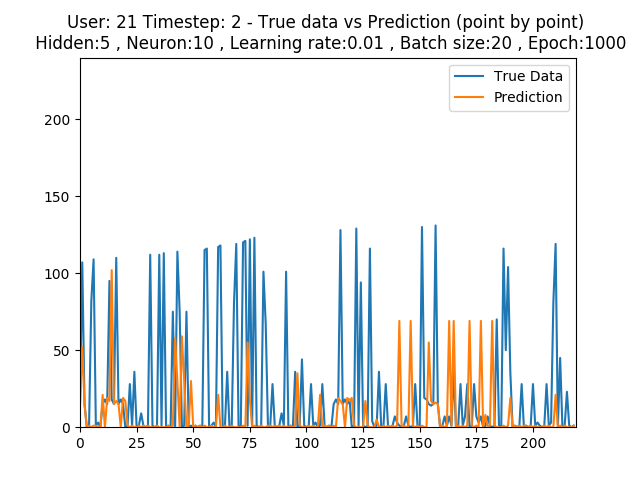 User: 21 Timestep: 2 - True data vs Prediction (point by point)
Hidden:5 , Neuron:10 , Learning rate:0.01 , Batch size:20 , Epoch:1000
True Data
Prediction
200
150
100
50
0
0 25 50 75 100 125 150 175 200